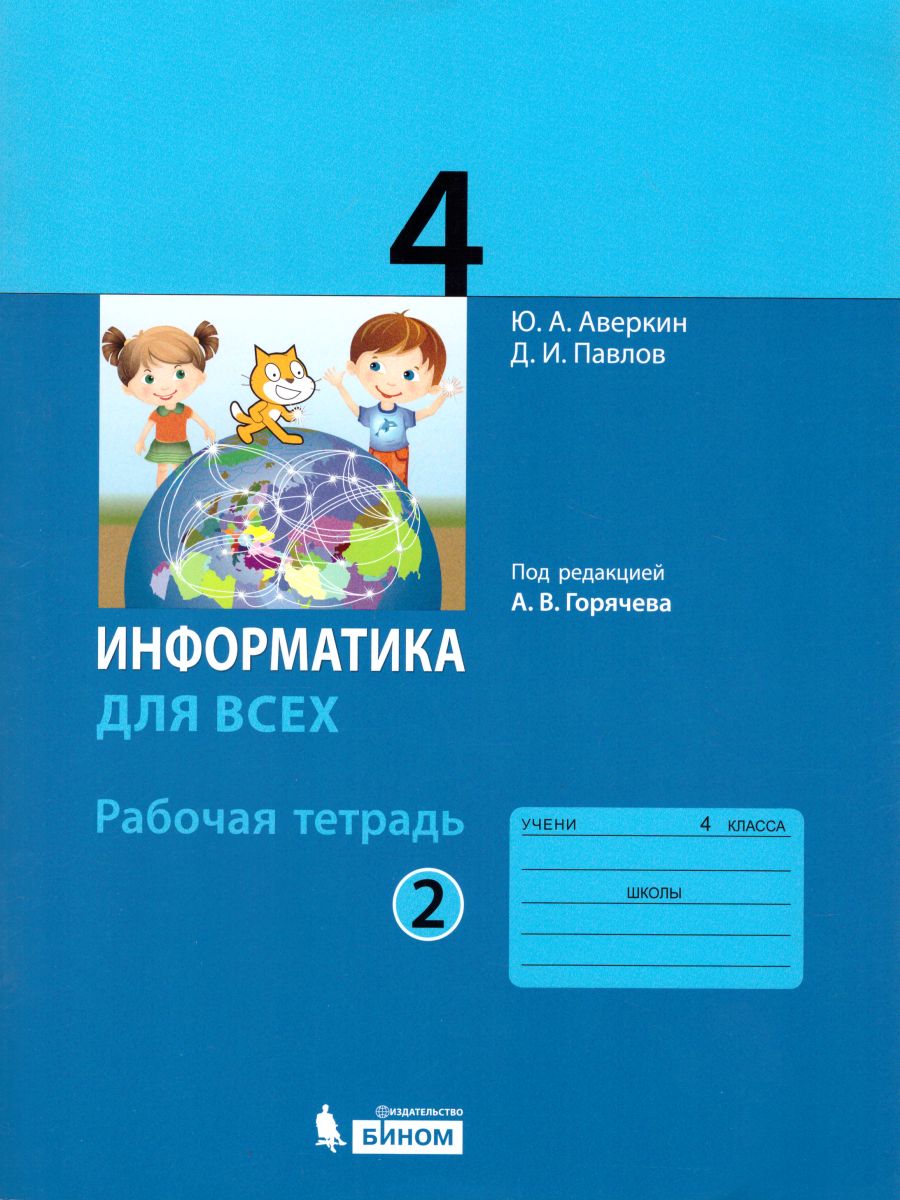 4
Ю. А. Аверкин
Д. И. Павлов
Под редакцией
А. В. Горячева
ИНФОРМАТИКА
ДЛЯ ВСЕХ
Рабочая тетрадь
2
УЧЕНИ 4 КЛАССА
ШКОЛЫ
ИЗДАТЕЛЬСТВО
БИНОМ